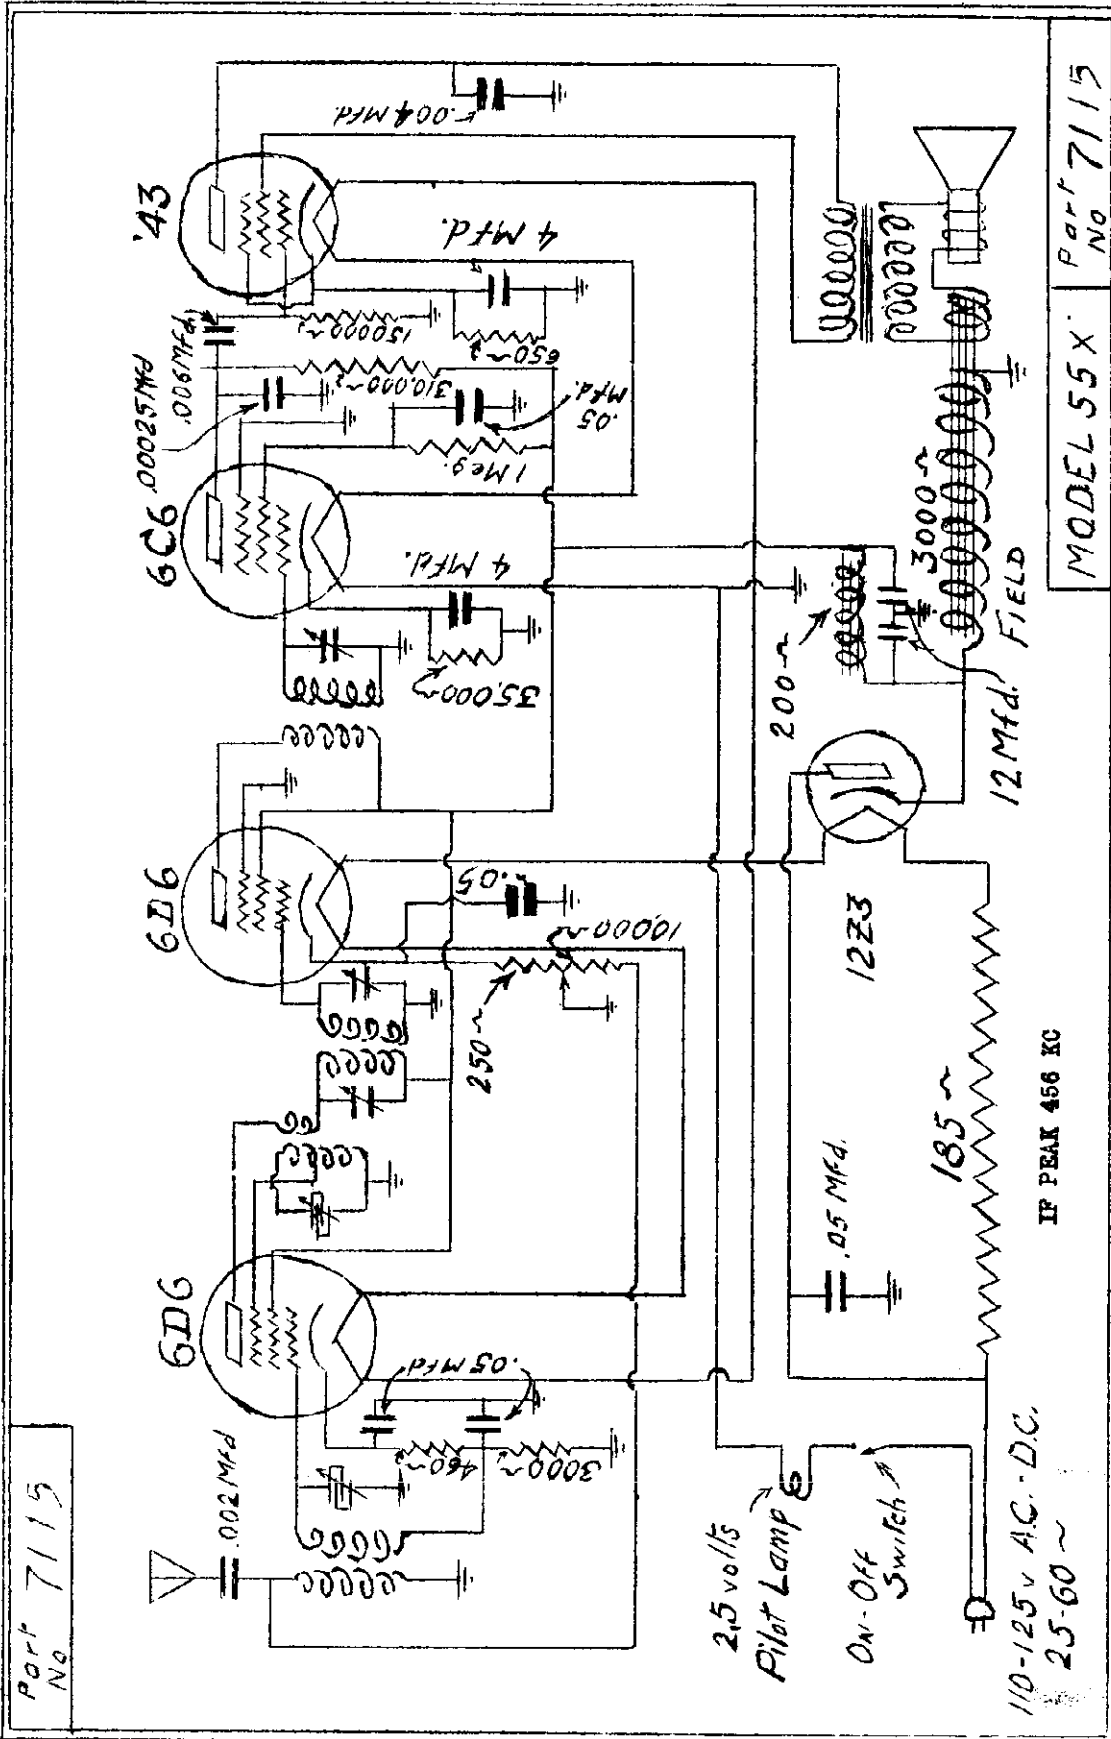 Part
No 7115
6D6
6D6
6C6
'43
.002 Mfd
.05 Mfd.
460~
3000~
250~
.05
10,000~
35,000~
4 Mfd.
.00025 Mfd
.006 Mfd.
1 Meg.
.05
Mfd.
310,000~
150000~
650~
4 Mfd.
.004 Mfd.
2.5 volts
Pilot Lamp
ON-Off
Switch
110-125v A.C.-D.C.
25-60 ~
.05 Mfd.
185~
IF PEAK 456 KC
12Z3
200~
12 Mfd.
3000~
FIELD
MODEL 55X
Part
No 7115